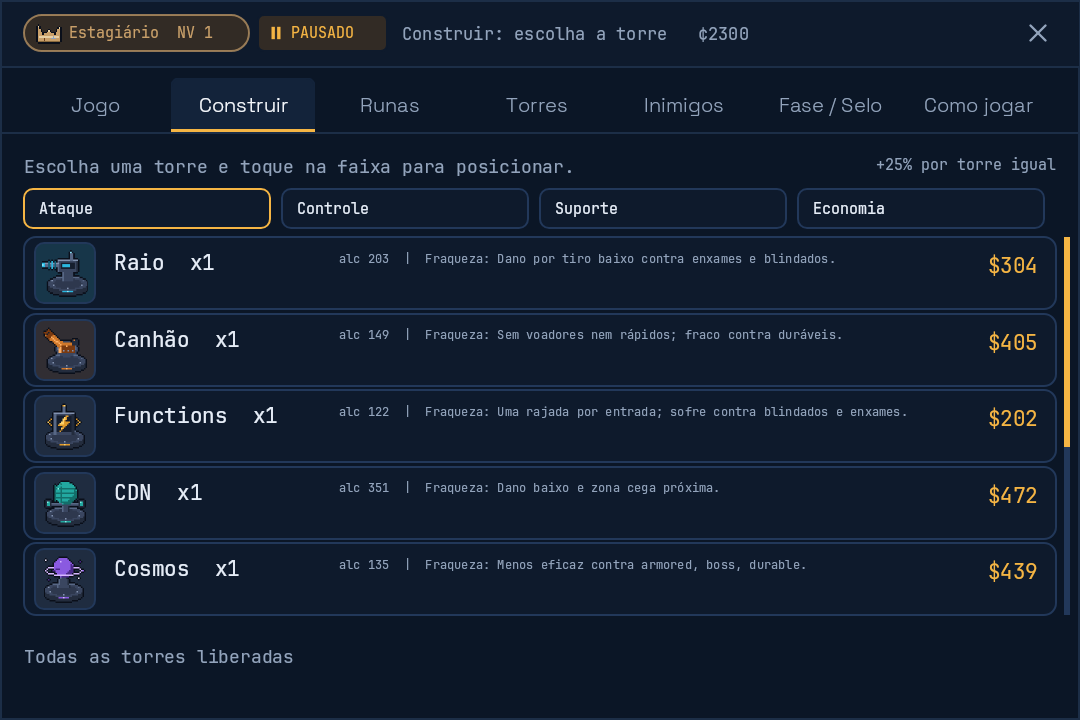 Estagiário NV 1 PAUSADO Construir: escolha a torre ₵2300
Jogo Construir Runas Torres Inimigos Fase / Selo Como jogar
Escolha uma torre e toque na faixa para posicionar. +25% por torre igual
Ataque Controle Suporte Economia
Raio x1 alc 203 | Fraqueza: Dano por tiro baixo contra enxames e blindados. $304
Canhão x1 alc 149 | Fraqueza: Sem voadores nem rápidos; fraco contra duráveis. $405
Functions x1 alc 122 | Fraqueza: Uma rajada por entrada; sofre contra blindados e enxames. $202
CDN x1 alc 351 | Fraqueza: Dano baixo e zona cega próxima. $472
Cosmos x1 alc 135 | Fraqueza: Menos eficaz contra armored, boss, durable. $439
Todas as torres liberadas